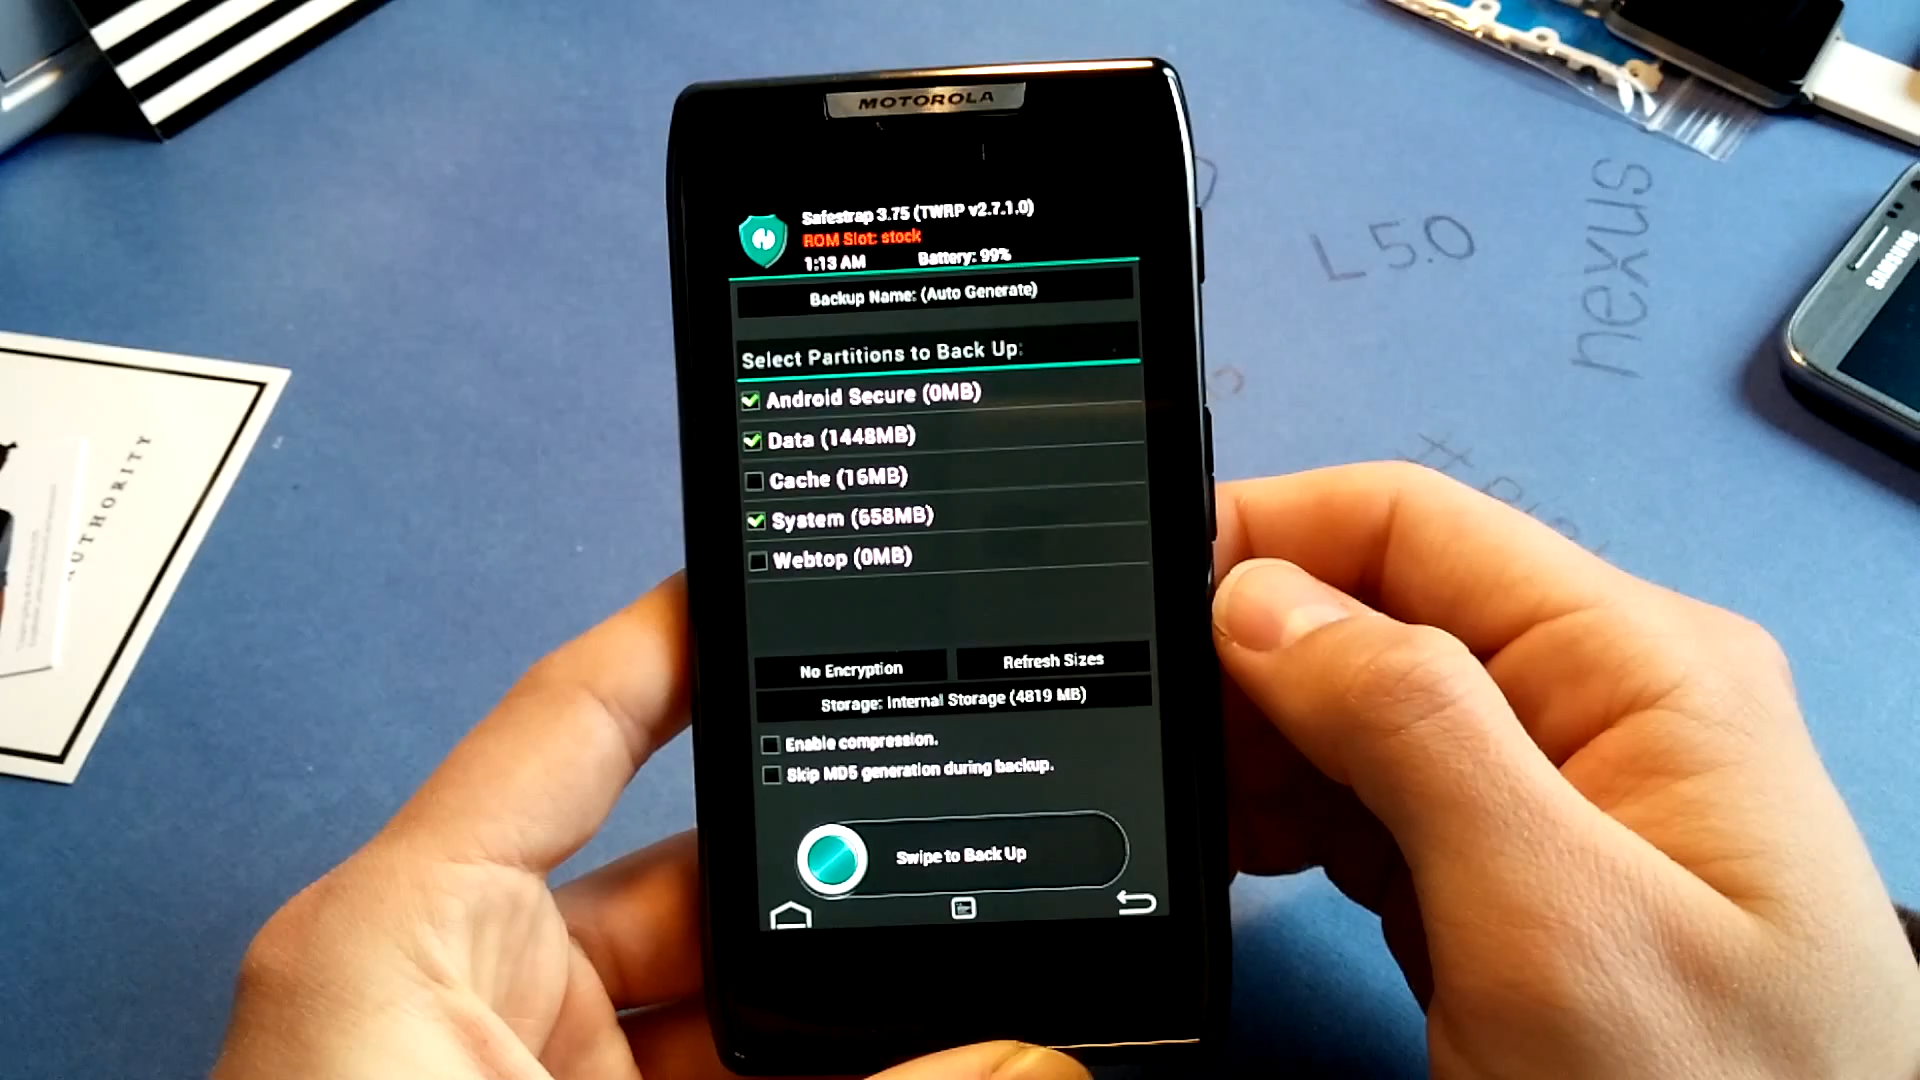 MOTOROLA
Safestrap 3.75 (TWRP v2.7.1.0)
ROM Slot: stock
1:13 AM Battery: 99%
Backup Name: (Auto Generate)
Select Partitions to Back Up:
Android Secure (0MB)
Data (1448MB)
Cache (16MB)
System (658MB)
Webtop (0MB)
No Encryption Refresh Sizes
Storage: Internal Storage (4819 MB)
Enable compression.
Skip MD5 generation during backup.
Swipe to Back Up
L 5.0
nexus
SAMSUNG
AUTHORITY